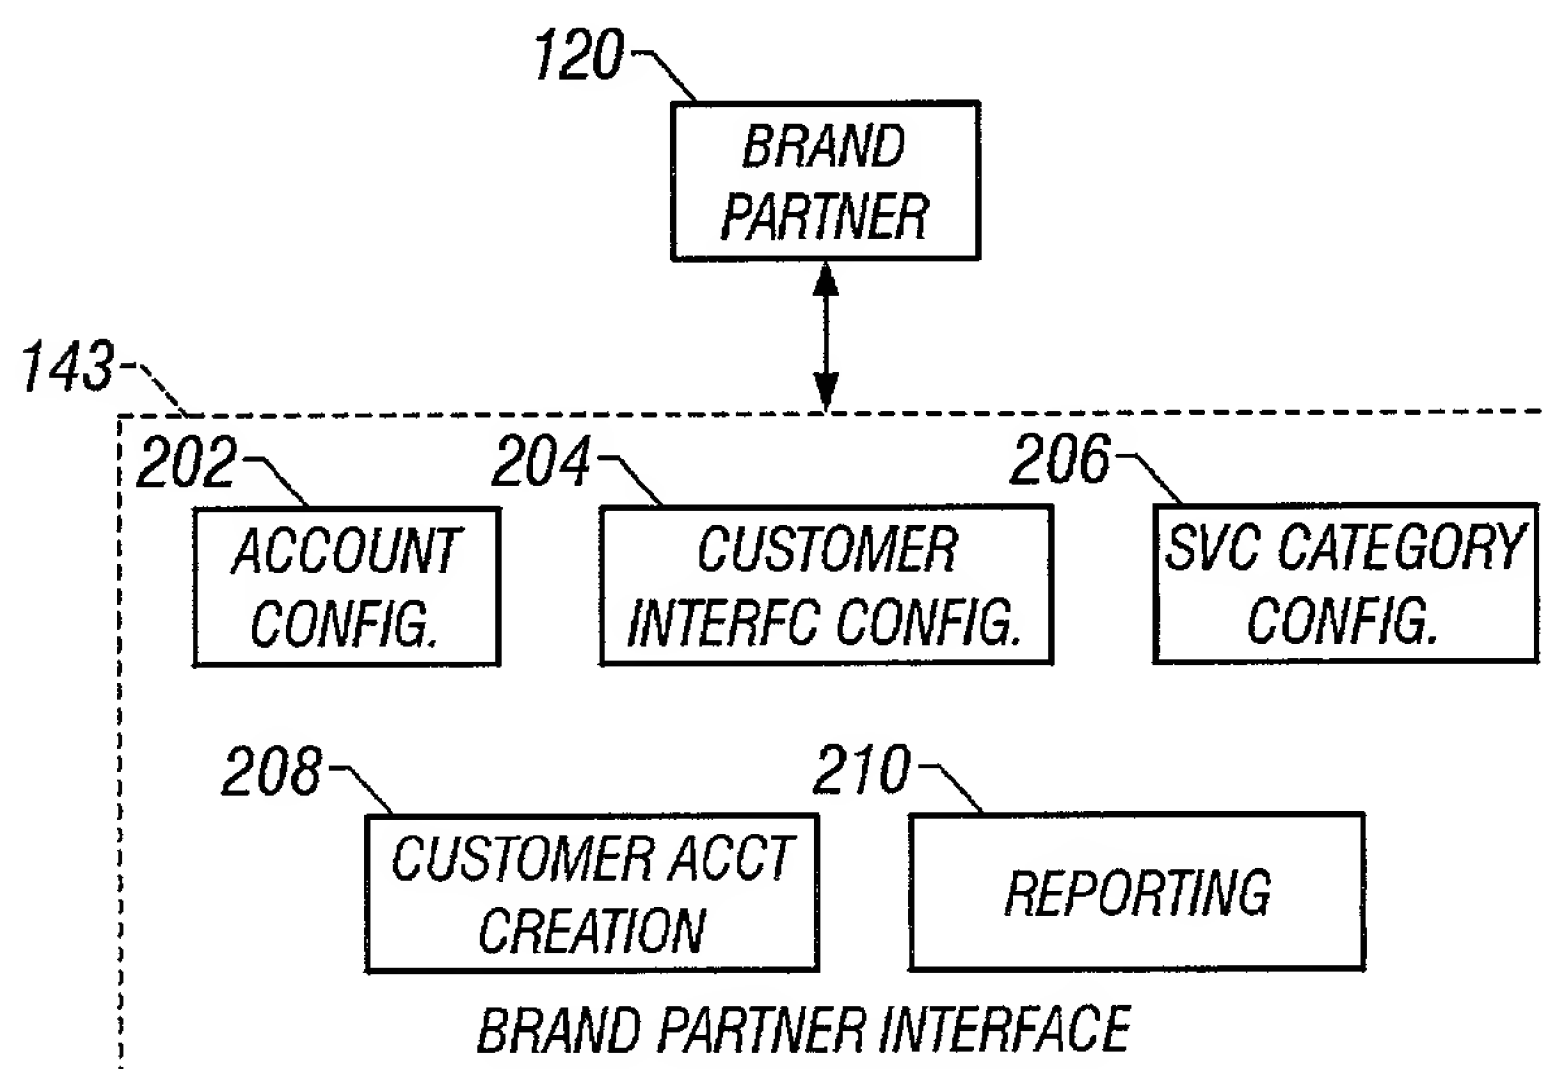 120
BRAND
PARTNER
143
202
204
206
ACCOUNT
CONFIG.
CUSTOMER
INTERFC CONFIG.
SVC CATEGORY
CONFIG.
208
210
CUSTOMER ACCT
CREATION
REPORTING
BRAND PARTNER INTERFACE